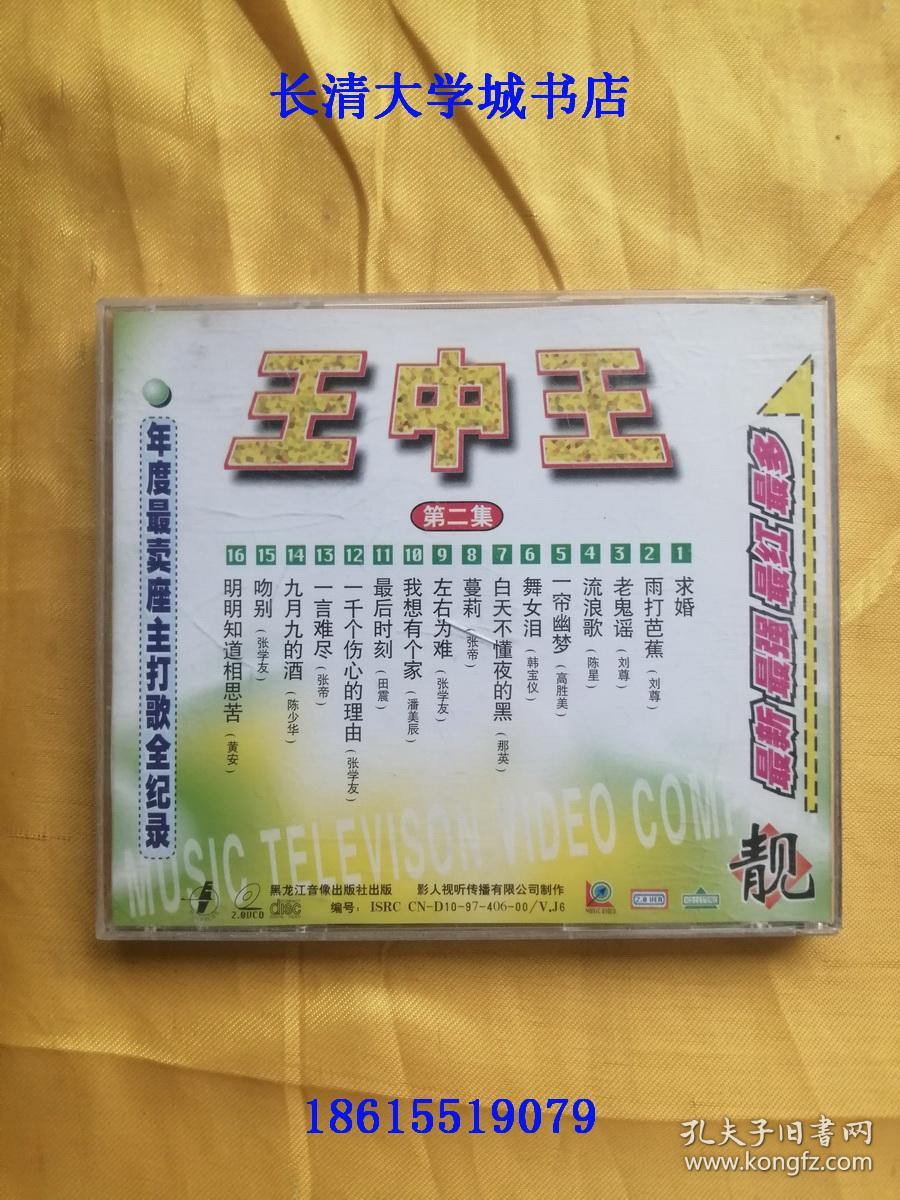 长清大学城书店
王中王
第二集
年度最卖座主打歌全纪录
1 求婚
2 雨打芭蕉（刘尊）
3 老鬼谣（刘尊）
4 流浪歌（陈星）
5 一帘幽梦（高胜美）
6 舞女泪（韩宝仪）
7 白天不懂夜的黑（那英）
8 蔓莉（张帝）
9 左右为难（张学友）
10 我想有个家（潘美辰）
11 最后时刻（田震）
12 一千个伤心的理由（张学友）
13 一言难尽（张帝）
14 九月九的酒（陈少华）
15 吻别（张学友）
16 明明知道相思苦（黄安）
MUSIC TELEVISON VIDEO COMP
靓
2.0VCD
disc
黑龙江音像出版社出版 影人视听传播有限公司制作
编号：ISRC CN-D10-97-406-00/V.J6
MUSIC VIDEO
2.0 VER
18615519079
孔夫子旧书网
www.kongfz.com